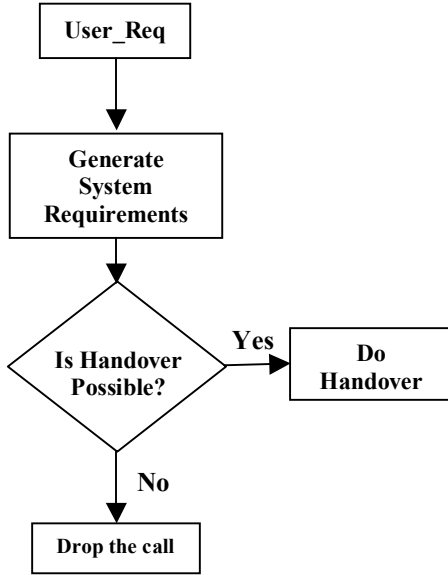 User_Req
Generate
System
Requirements
Is Handover
Possible?
Yes
Do
Handover
No
Drop the call